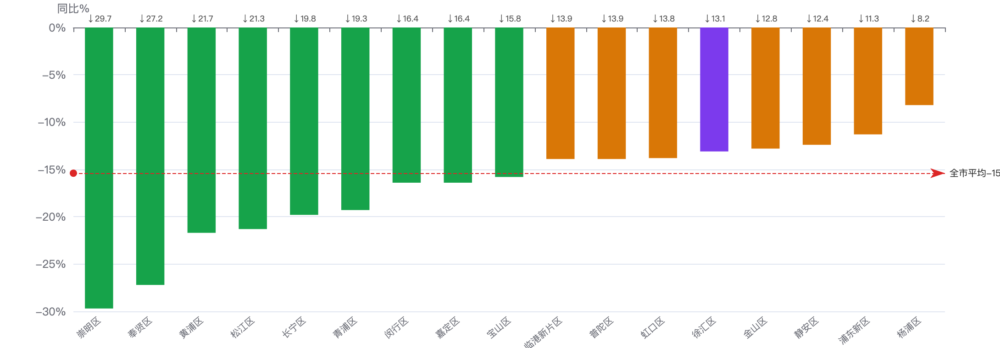 同比%
↓29.7 ↓27.2 ↓21.7 ↓21.3 ↓19.8 ↓19.3 ↓16.4 ↓16.4 ↓15.8 ↓13.9 ↓13.9 ↓13.8 ↓13.1 ↓12.8 ↓12.4 ↓11.3 ↓8.2
0%
−5%
−10%
−15%
全市平均−15
−20%
−25%
−30%
崇明区 奉贤区 黄浦区 松江区 长宁区 青浦区 闵行区 嘉定区 宝山区 临港新片区 普陀区 虹口区 徐汇区 金山区 静安区 浦东新区 杨浦区